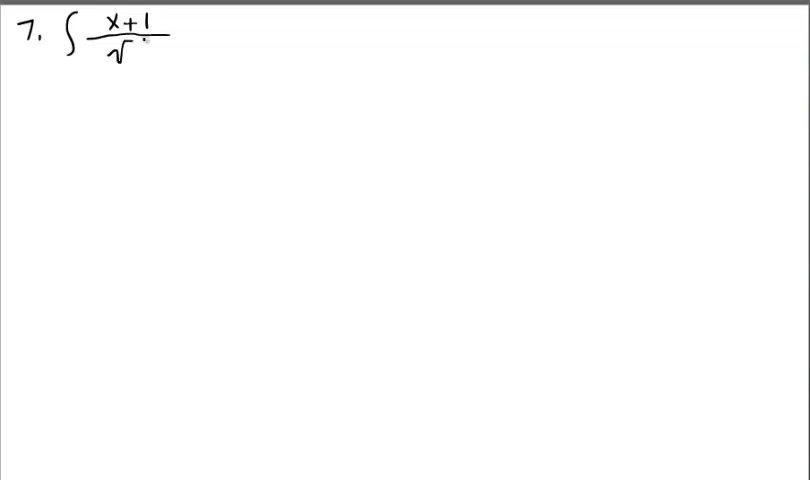 7. ∫ x+1 / √